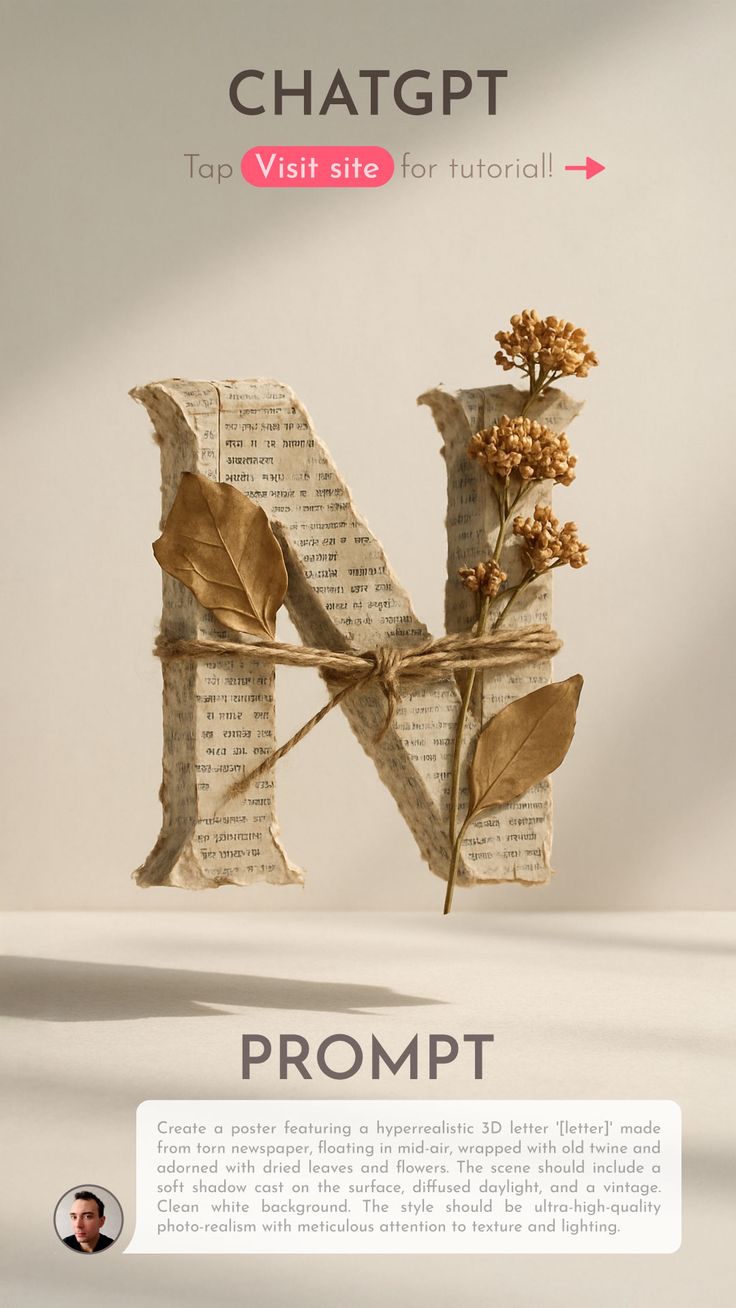 CHATGPT
Tap Visit site for tutorial! →
PROMPT
Create a poster featuring a hyperrealistic 3D letter '[letter]' made
from torn newspaper, floating in mid-air, wrapped with old twine and
adorned with dried leaves and flowers. The scene should include a
soft shadow cast on the surface, diffused daylight, and a vintage.
Clean white background. The style should be ultra-high-quality
photo-realism with meticulous attention to texture and lighting.